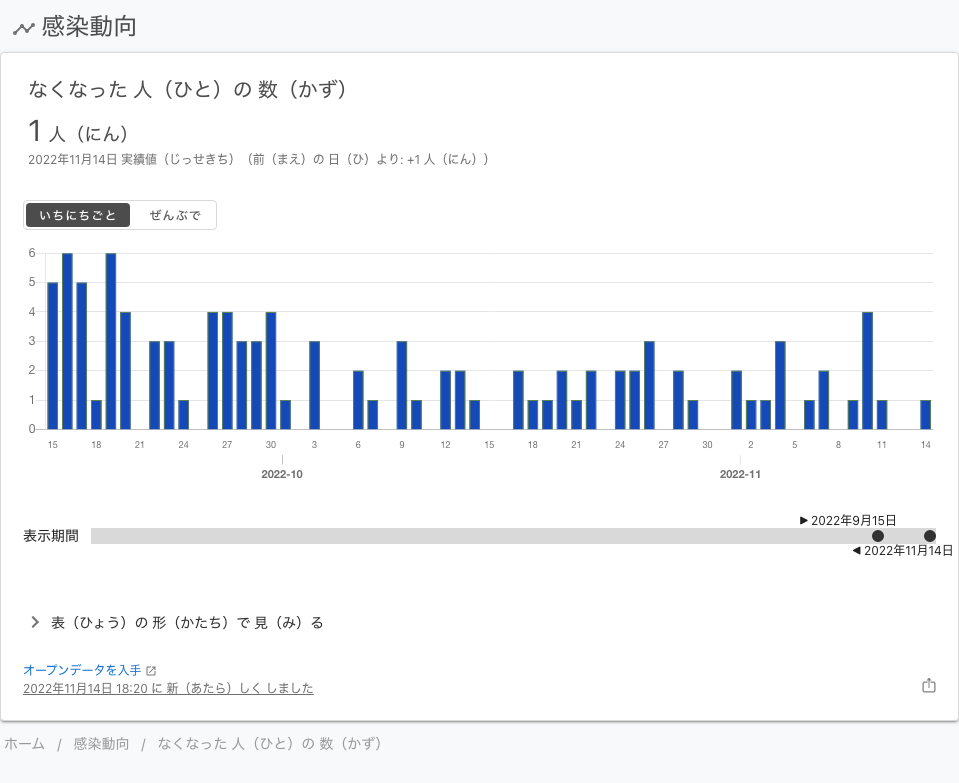 感染動向
なくなった 人（ひと）の 数（かず）
1 人（にん）
2022年11月14日 実績値（じっせきち）（前（まえ）の 日（ひ）より: +1 人（にん））
いちにちごと ぜんぶで
6
5
4
3
2
1
0
15 18 21 24 27 30 3 6 9 12 15 18 21 24 27 30 2 5 8 11 14
2022-10 2022-11
▶ 2022年9月15日
表示期間
◀ 2022年11月14日
表（ひょう）の 形（かたち）で 見（み）る
オープンデータを入手
2022年11月14日 18:20 に 新（あたら）しく しました
ホーム / 感染動向 / なくなった 人（ひと）の 数（かず）